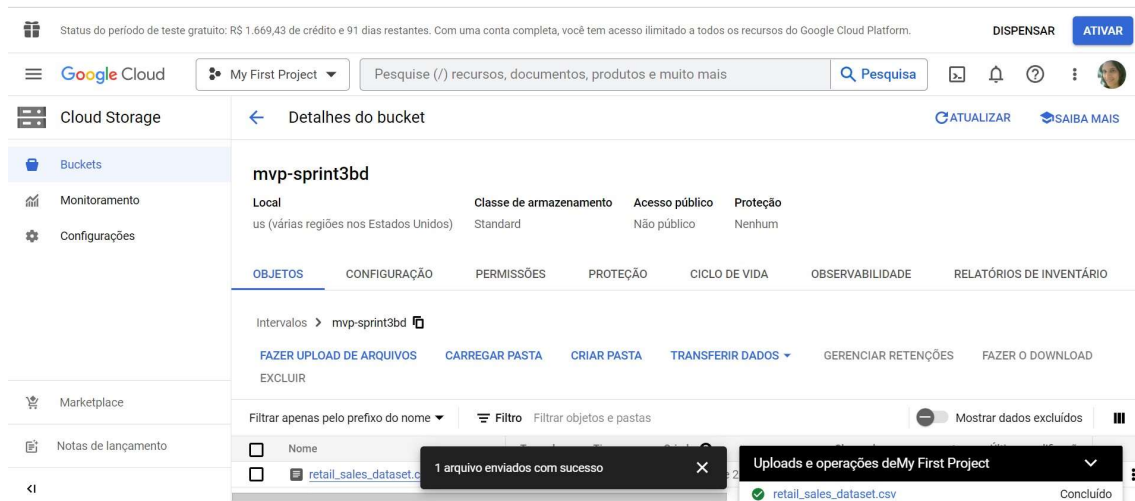 Status do período de teste gratuito: R$ 1.669,43 de crédito e 91 dias restantes. Com uma conta completa, você tem acesso ilimitado a todos os recursos do Google Cloud Platform.
DISPENSAR
ATIVAR
Google Cloud
My First Project
Pesquise (/) recursos, documentos, produtos e muito mais
Pesquisa
Cloud Storage
Detalhes do bucket
ATUALIZAR
SAIBA MAIS
Buckets
Monitoramento
Configurações
mvp-sprint3bd
Local
Classe de armazenamento
Acesso público
Proteção
us (várias regiões nos Estados Unidos)
Standard
Não público
Nenhum
OBJETOS
CONFIGURAÇÃO
PERMISSÕES
PROTEÇÃO
CICLO DE VIDA
OBSERVABILIDADE
RELATÓRIOS DE INVENTÁRIO
Intervalos > mvp-sprint3bd
FAZER UPLOAD DE ARQUIVOS
CARREGAR PASTA
CRIAR PASTA
TRANSFERIR DADOS
GERENCIAR RETENÇÕES
FAZER O DOWNLOAD
EXCLUIR
Marketplace
Notas de lançamento
Filtrar apenas pelo prefixo do nome
Filtro
Filtrar objetos e pastas
Mostrar dados excluídos
Nome
retail_sales_dataset.c
1 arquivo enviados com sucesso
Uploads e operações deMy First Project
retail_sales_dataset.csv
Concluído